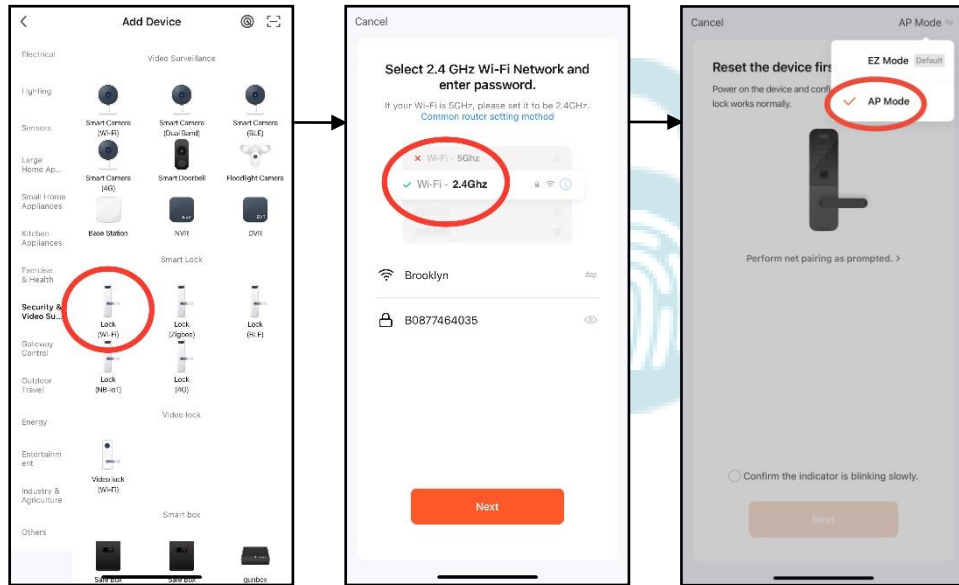 Add Device
Electrical
Lighting
Sensors
Large
Home Ap...
Small Home
Appliances
Kitchen
Appliances
Exercise
& Health
Security &
Video Su...
Gateway
Control
Outdoor
Travel
Energy
Entertainm
ent
Industry &
Agriculture
Others
Video Surveillance
Smart Camera
(Wi-Fi)
Smart Camera
(Dual Band)
Smart Camera
(BLE)
Smart Camera
(4G)
Smart Doorbell
Floodlight Camera
Base Station
NVR
DVR
Smart Lock
Lock
(Wi-Fi)
Lock
(Zigbee)
Lock
(BLE)
Lock
(NB-IoT)
Lock
(4G)
Video lock
Video lock
(Wi-Fi)
Smart box
Safe Box
Safe Box
gunbox
Cancel
Select 2.4 GHz Wi-Fi Network and
enter password.
If your Wi-Fi is 5GHz, please set it to be 2.4GHz.
Common router setting method
Wi-Fi - 5Ghz
Wi-Fi - 2.4Ghz
Brooklyn
B0877464035
Next
Cancel
AP Mode
EZ Mode Default
AP Mode
Reset the device firs
Power on the device and confi
lock works normally.
Perform net pairing as prompted. >
Confirm the indicator is blinking slowly.
Next